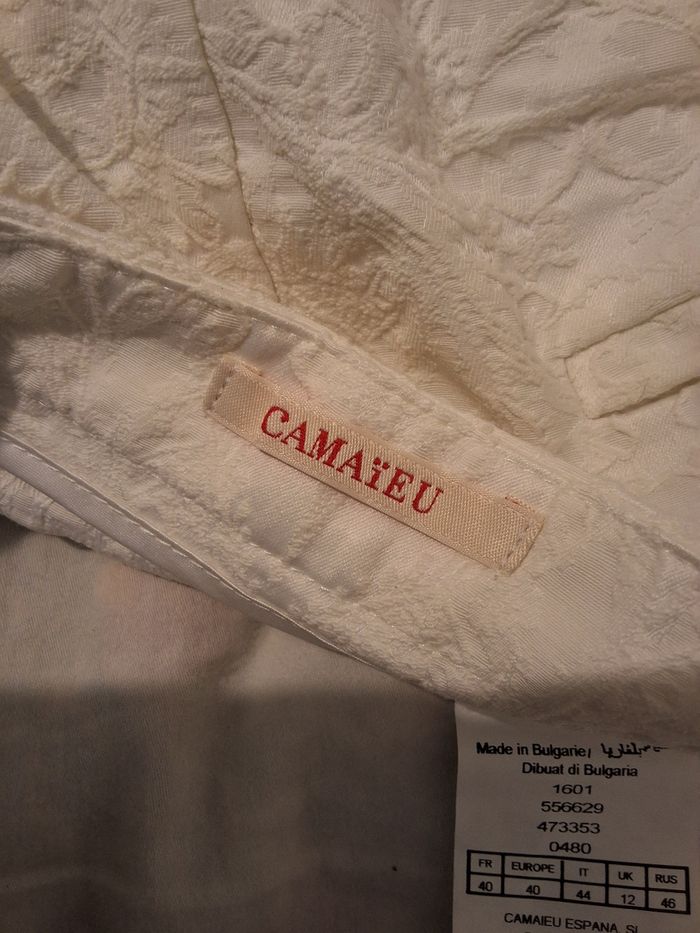 CAMAïEU
Made in Bulgarie/
Dibuat di Bulgaria
1601
556629
473353
0480
FR EUROPE IT UK RUS
40 40 44 12 46
CAMAIEU ESPANA, SL